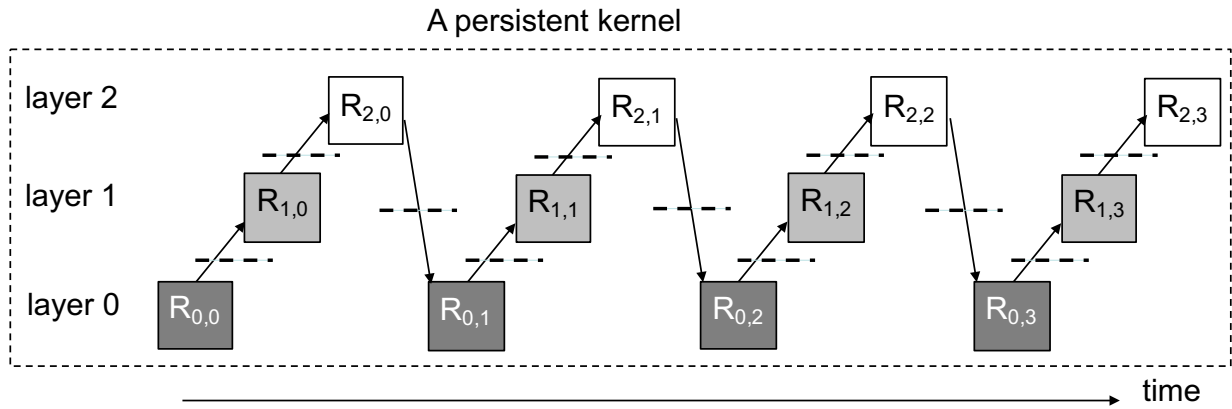 A persistent kernel
layer 2
R2,0
R2,1
R2,2
R2,3
layer 1
R1,0
R1,1
R1,2
R1,3
layer 0
R0,0
R0,1
R0,2
R0,3
time